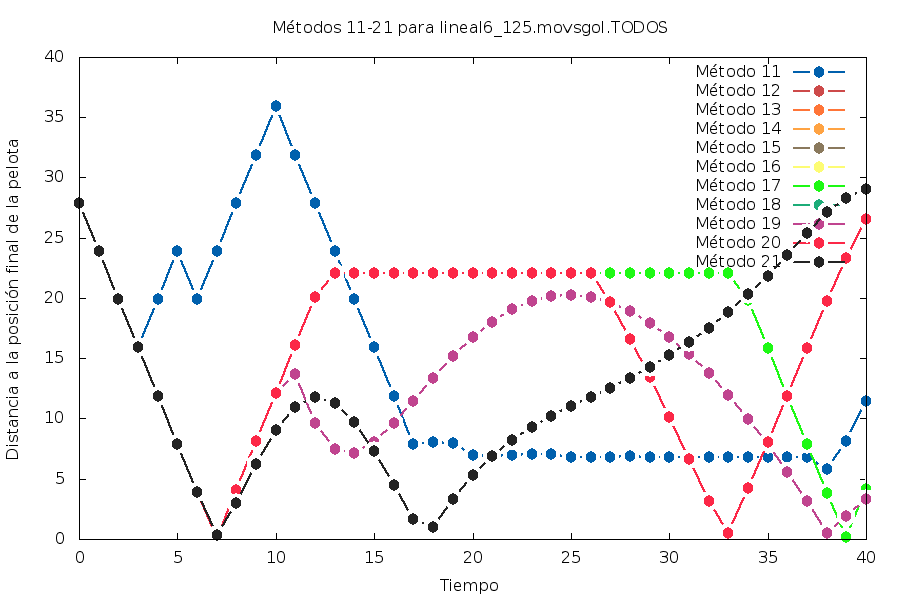 Métodos 11-21 para lineal6_125.movsgol.TODOS
Distancia a la posición final de la pelota
40
35
30
25
20
15
10
5
0
Método 11
Método 12
Método 13
Método 14
Método 15
Método 16
Método 17
Método 18
Método 19
Método 20
Método 21
0 5 10 15 20 25 30 35 40
Tiempo